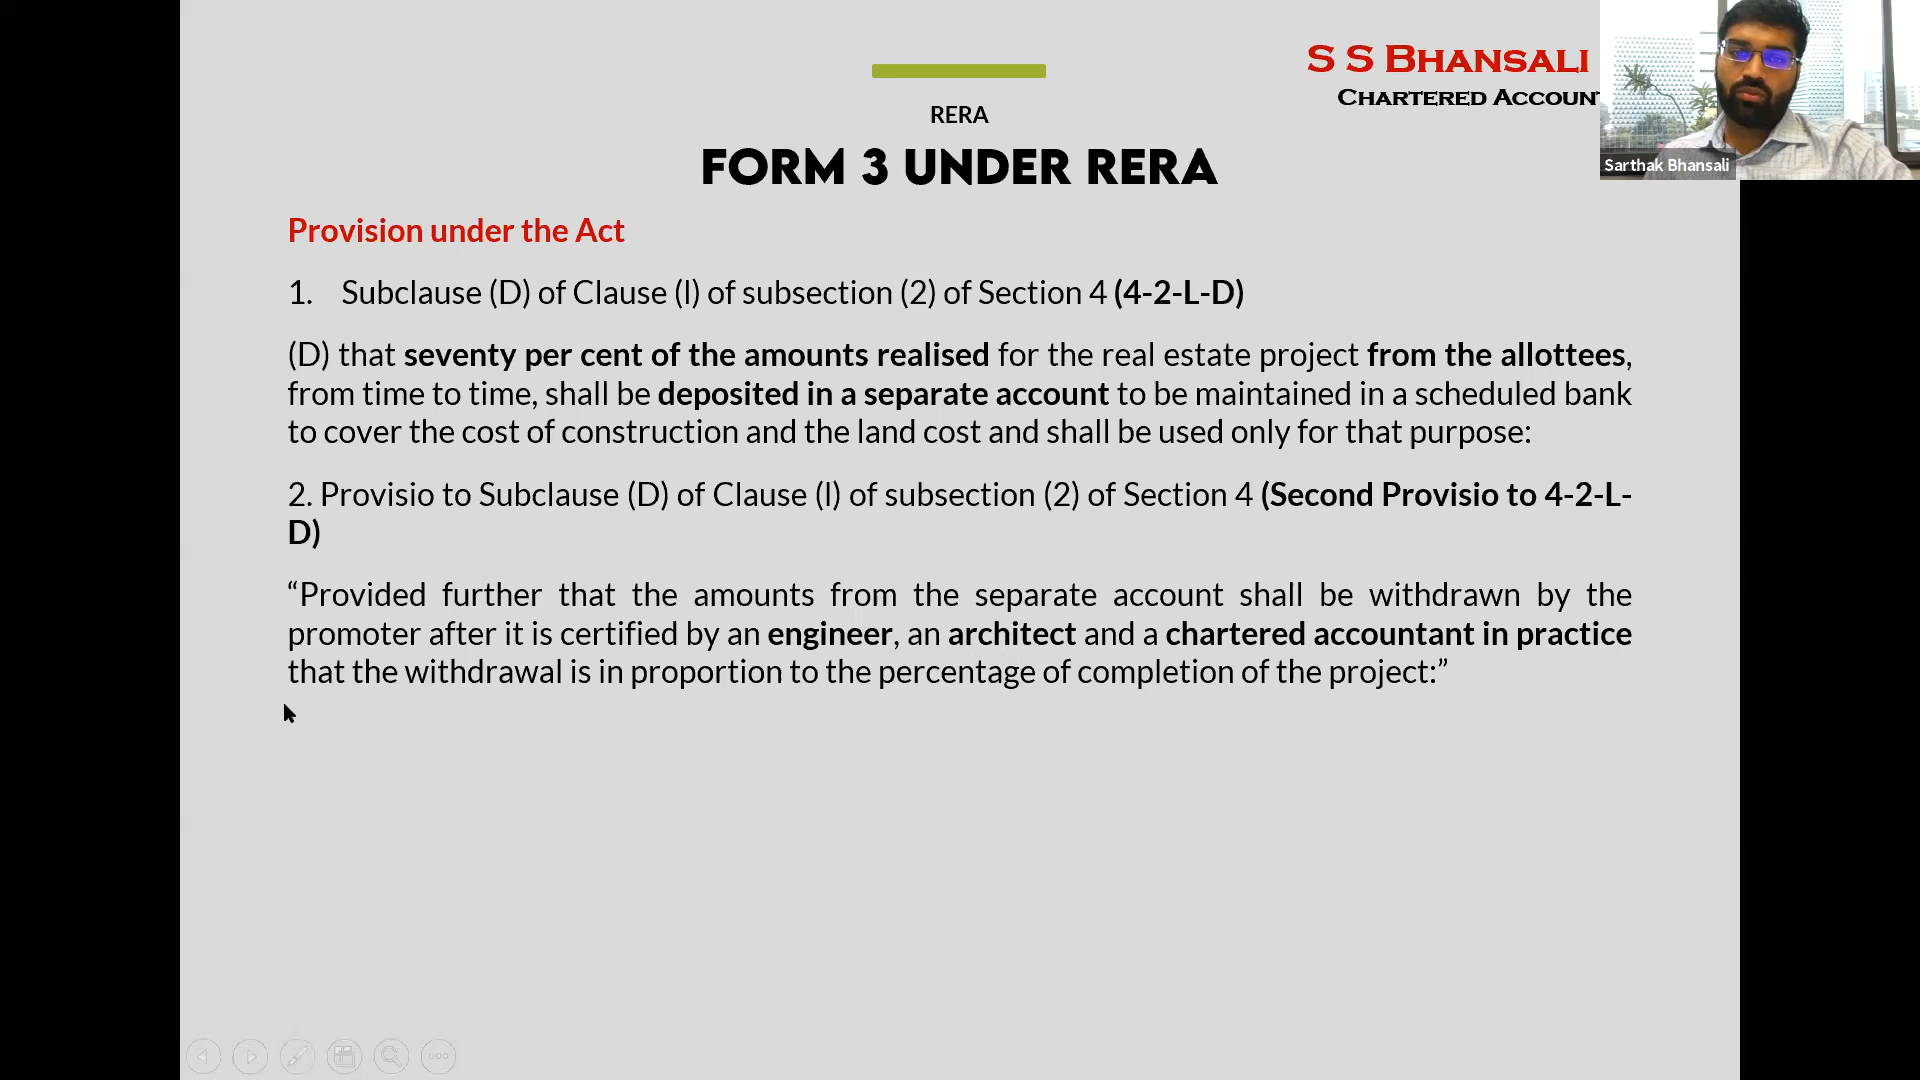 S S BHANSALI
CHARTERED ACCOUN
Sarthak Bhansali
RERA
FORM 3 UNDER RERA
Provision under the Act
1. Subclause (D) of Clause (l) of subsection (2) of Section 4 (4-2-L-D)
(D) that seventy per cent of the amounts realised for the real estate project from the allottees,
from time to time, shall be deposited in a separate account to be maintained in a scheduled bank
to cover the cost of construction and the land cost and shall be used only for that purpose:
2. Provisio to Subclause (D) of Clause (l) of subsection (2) of Section 4 (Second Provisio to 4-2-L-
D)
“Provided further that the amounts from the separate account shall be withdrawn by the
promoter after it is certified by an engineer, an architect and a chartered accountant in practice
that the withdrawal is in proportion to the percentage of completion of the project:”